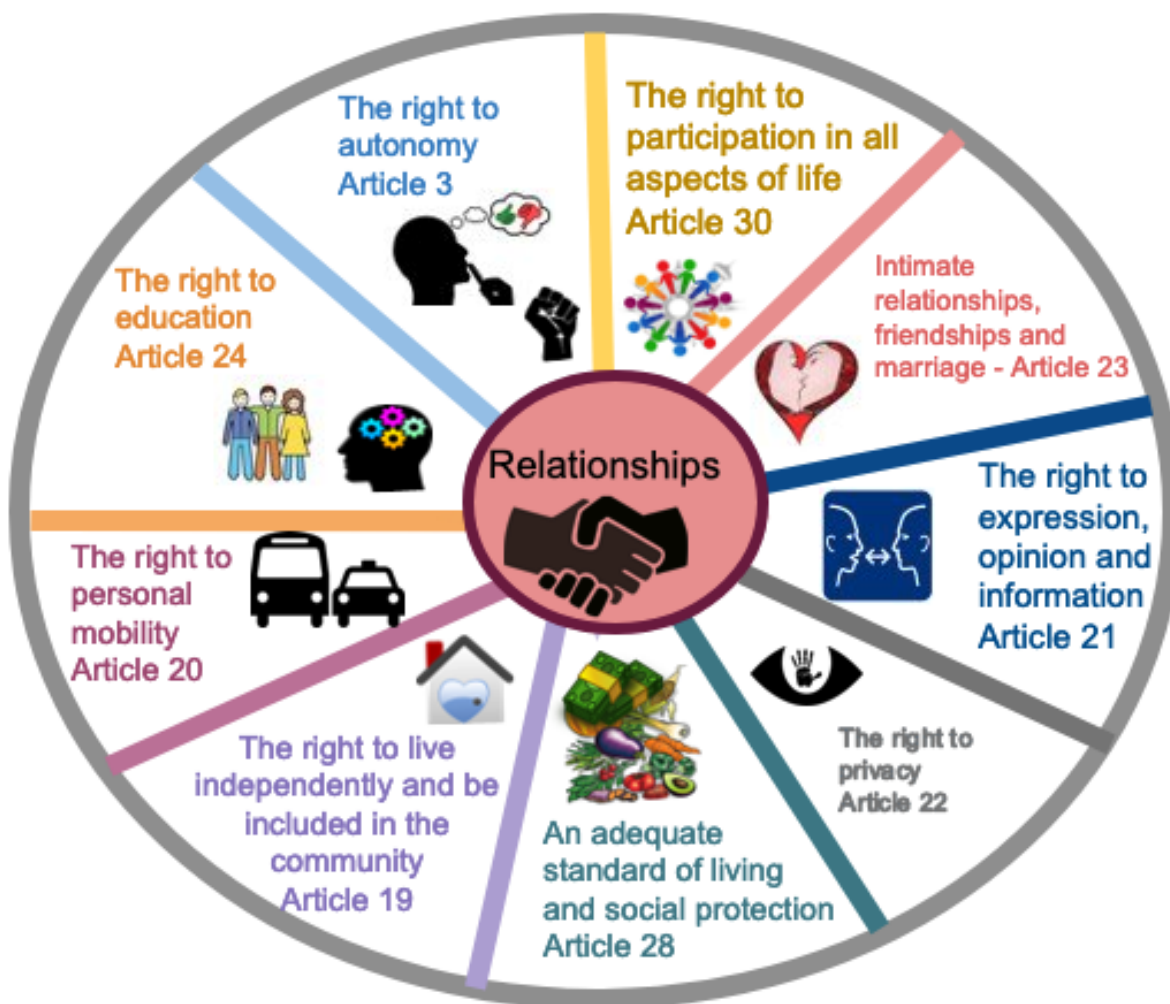 The right to
autonomy
Article 3
The right to
participation in all
aspects of life
Article 30
Intimate
relationships,
friendships and
marriage - Article 23
The right to
expression,
opinion and
information
Article 21
The right to
privacy
Article 22
An adequate
standard of living
and social protection
Article 28
The right to live
independently and be
included in the
community
Article 19
The right to
personal
mobility
Article 20
The right to
education
Article 24
Relationships